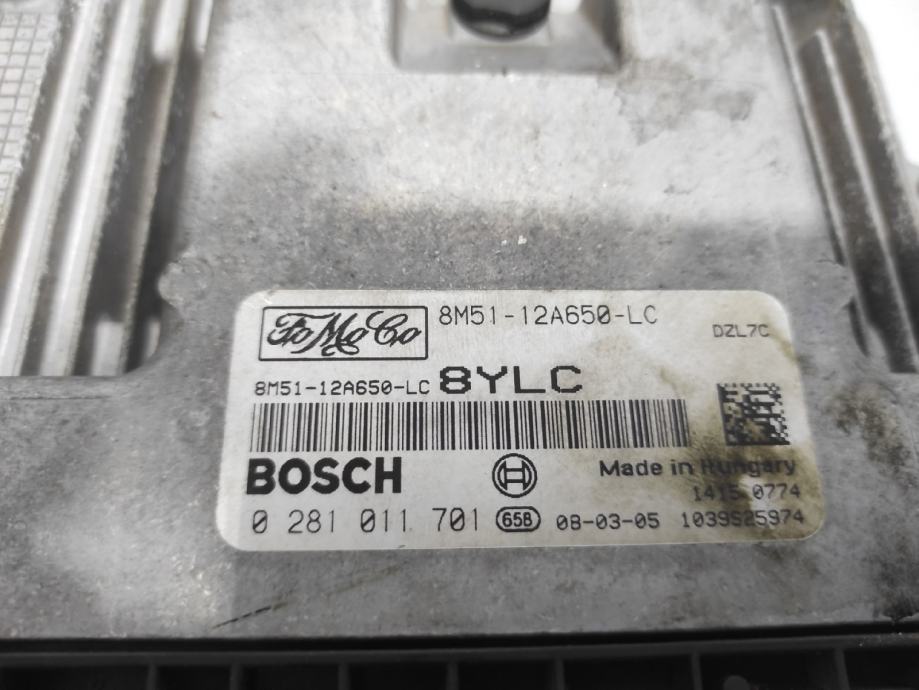 FoMoCo 8M51-12A650-LC
DZL7C
8M51-12A650-LC 8YLC
BOSCH
Made in Hungary
1415 0774
0 281 011 701 658 08-03-05 1039S25974